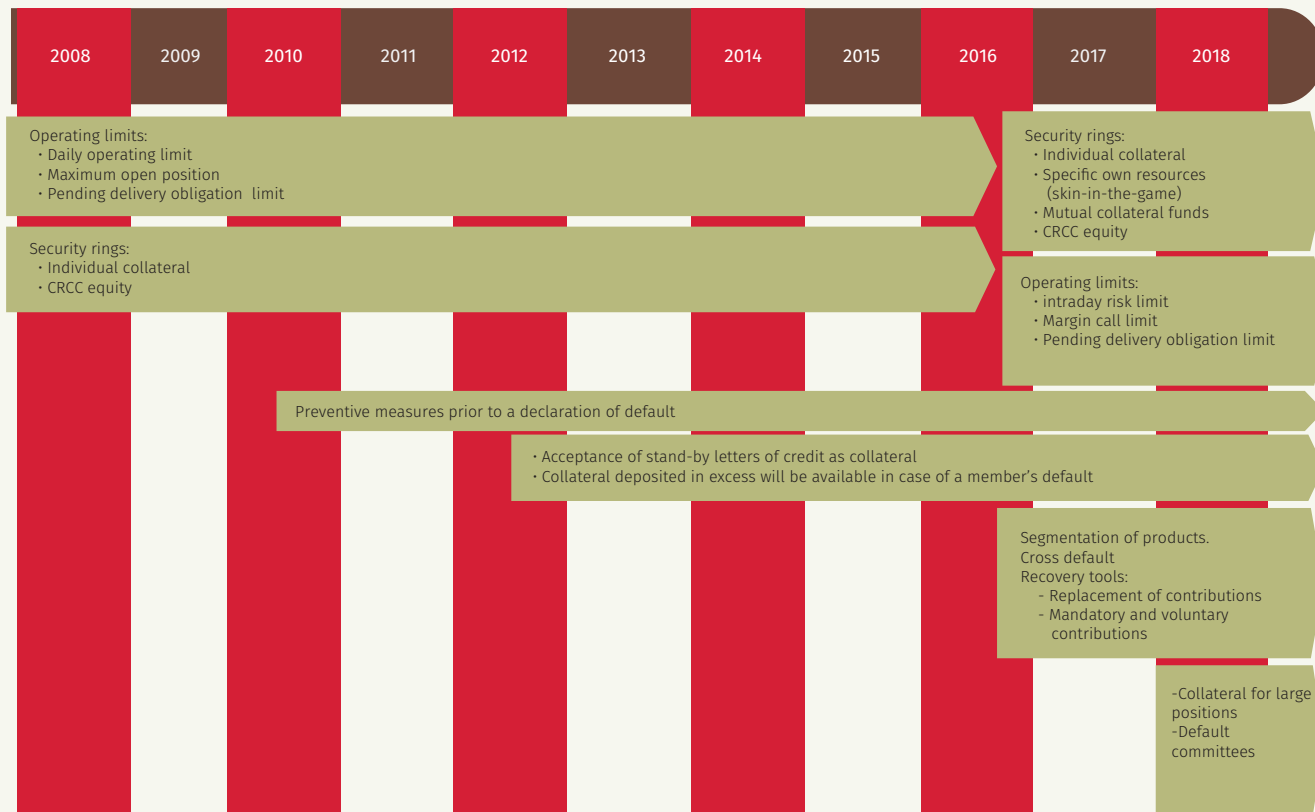 2008 2009 2010 2011 2012 2013 2014 2015 2016 2017 2018
Operating limits:
· Daily operating limit
· Maximum open position
· Pending delivery obligation limit
Security rings:
· Individual collateral
· CRCC equity
Security rings:
· Individual collateral
· Specific own resources
(skin-in-the-game)
· Mutual collateral funds
· CRCC equity
Operating limits:
· intraday risk limit
· Margin call limit
· Pending delivery obligation limit
Preventive measures prior to a declaration of default
· Acceptance of stand-by letters of credit as collateral
· Collateral deposited in excess will be available in case of a member’s default
Segmentation of products.
Cross default
Recovery tools:
- Replacement of contributions
- Mandatory and voluntary
contributions
-Collateral for large
positions
-Default
committees